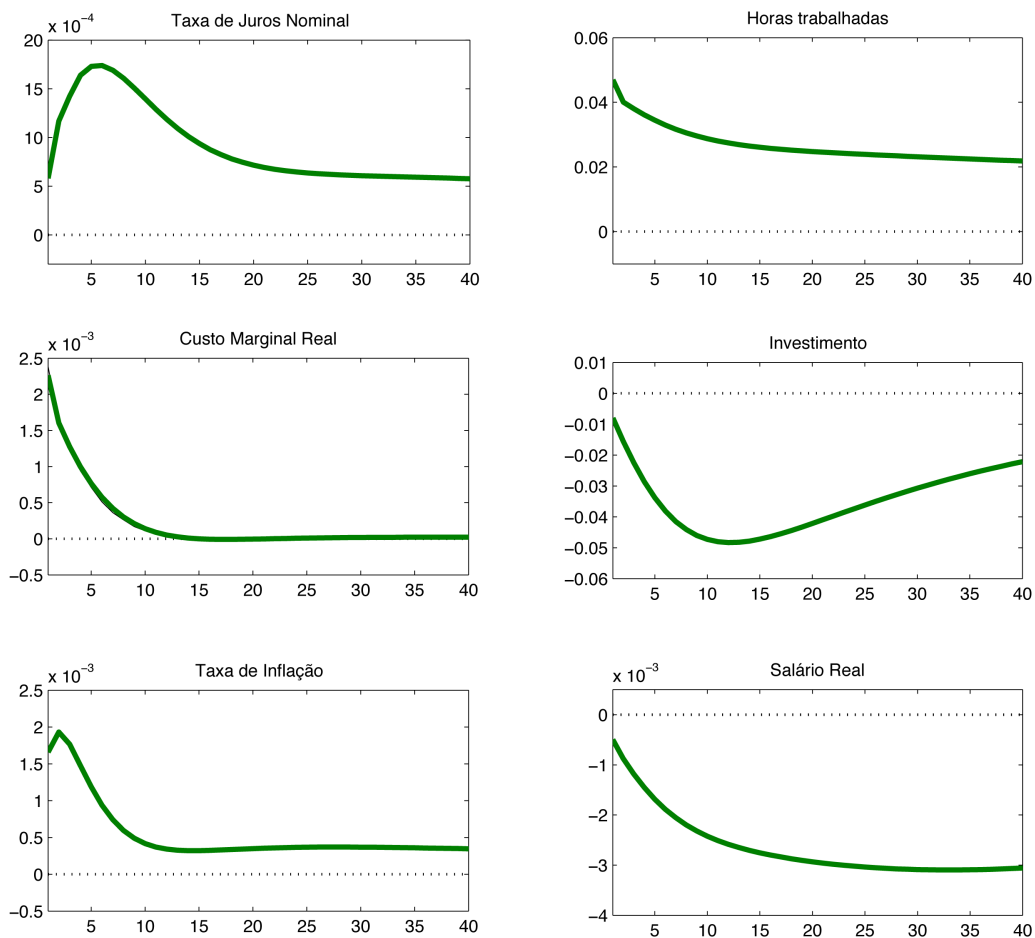 Taxa de Juros Nominal
x 10⁻⁴
20
15
10
5
0
5 10 15 20 25 30 35 40
Horas trabalhadas
0.06
0.04
0.02
0
5 10 15 20 25 30 35 40
Custo Marginal Real
x 10⁻³
2.5
2
1.5
1
0.5
0
−0.5
5 10 15 20 25 30 35 40
Investimento
0.01
0
−0.01
−0.02
−0.03
−0.04
−0.05
−0.06
5 10 15 20 25 30 35 40
Taxa de Inflação
x 10⁻³
2.5
2
1.5
1
0.5
0
−0.5
5 10 15 20 25 30 35 40
Salário Real
x 10⁻³
0
−1
−2
−3
−4
5 10 15 20 25 30 35 40